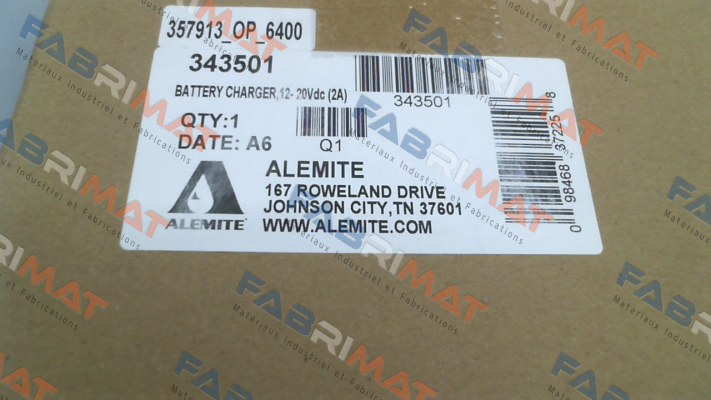 357913_OP_6400
343501
BATTERY CHARGER,12- 20Vdc (2A)
343501
QTY:1
DATE: A6
Q1
ALEMITE
167 ROWELAND DRIVE
JOHNSON CITY,TN 37601
WWW.ALEMITE.COM
ALEMITE
0 98468 37225 8
FABRIMAT
Matériaux Industriel et Fabrications